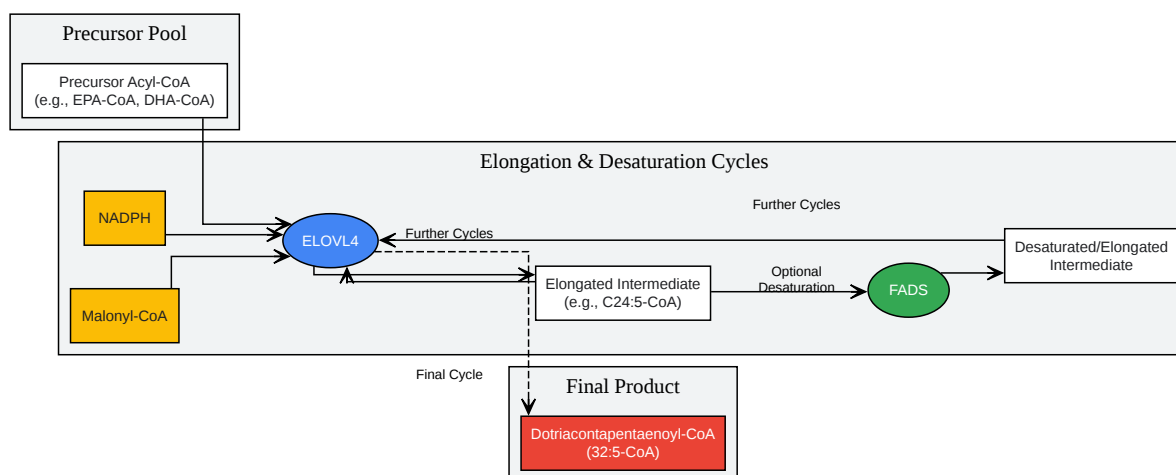 Precursor Pool
Precursor Acyl-CoA
(e.g., EPA-CoA, DHA-CoA)
Elongation & Desaturation Cycles
NADPH
Malonyl-CoA
ELOVL4
Further Cycles
Further Cycles
Elongated Intermediate
(e.g., C24:5-CoA)
Optional
Desaturation
FADS
Desaturated/Elongated
Intermediate
Final Cycle
Final Product
Dotriacontapentaenoyl-CoA
(32:5-CoA)